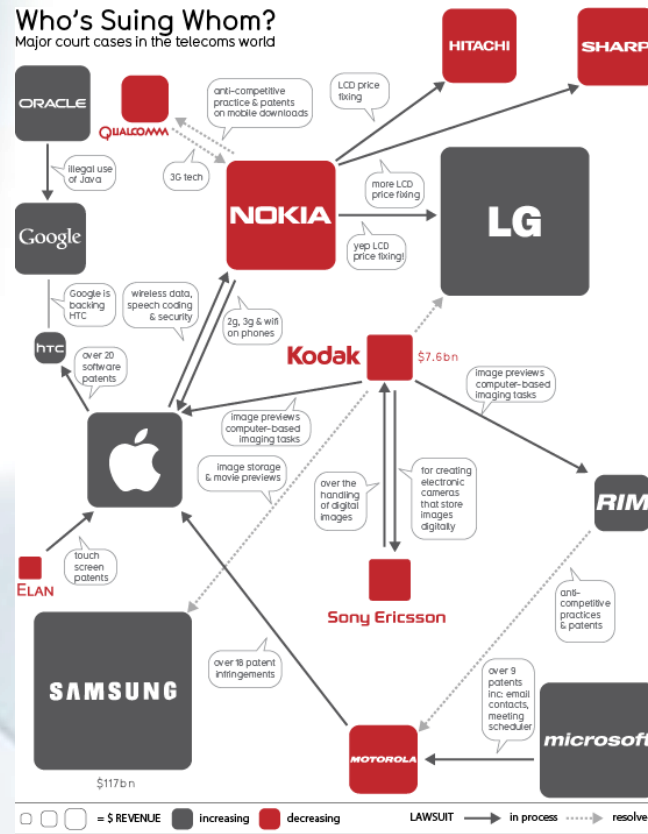 Who's Suing Whom?
Major court cases in the telecoms world
ORACLE
QUALCOMM
anti-competitive
practice & patents
on mobile downloads
LCD price
fixing
HITACHI
SHARP
illegal use
of Java
3G tech
NOKIA
more LCD
price fixing
LG
Google
yep LCD
price fixing!
Google is
backing
HTC
wireless data,
speech coding
& security
2g, 3g & wifi
on phones
hTC
over 20
software
patents
Kodak
$7.6bn
image previews
computer-based
imaging tasks
image previews
computer-based
imaging tasks
image storage
& movie previews
over the
handling
of digital
images
for creating
electronic
cameras
that store
images
digitally
RIM
touch
screen
patents
ELAN
Sony Ericsson
anti-
competitive
practices
& patents
SAMSUNG
over 18 patent
infringements
over 9
patents
inc: email
contacts,
meeting
scheduler
microsoft
MOTOROLA
$117bn
= $ REVENUE increasing decreasing LAWSUIT in process resolve